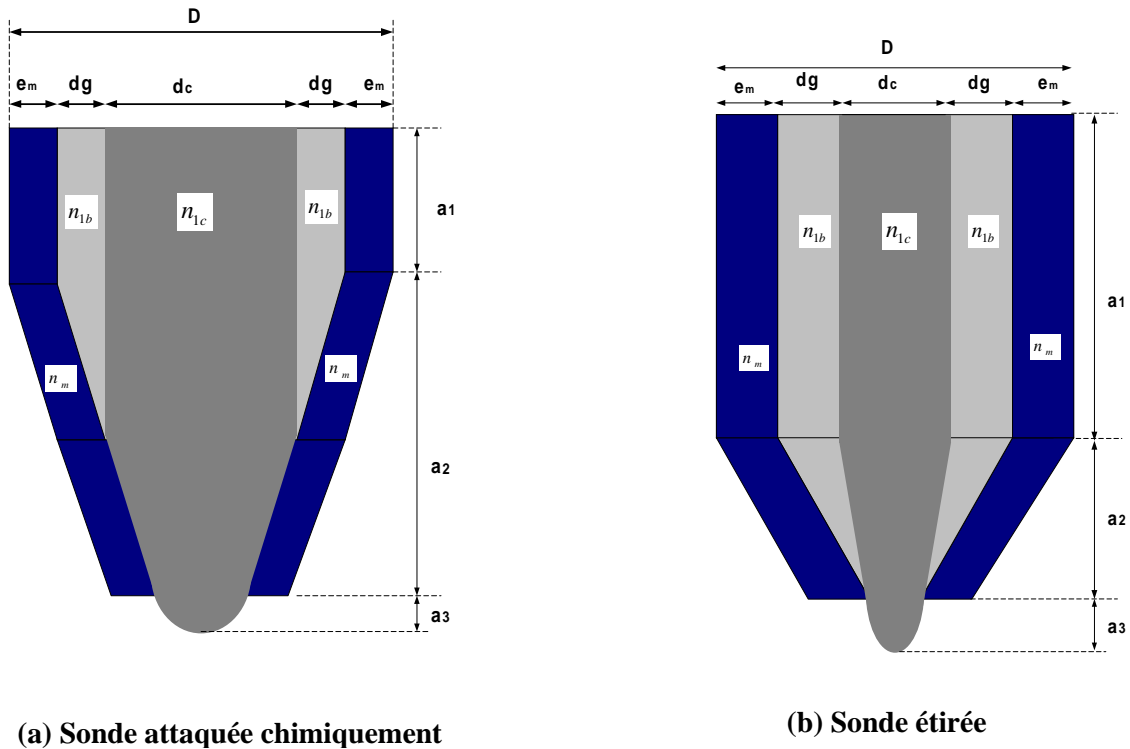 D
em dg dc dg em
n1b n1c n1b
nm nm
a1
a2
a3
(a) Sonde attaquée chimiquement
D
em dg dc dg em
n1b n1c n1b
nm nm
a1
a2
a3
(b) Sonde étirée